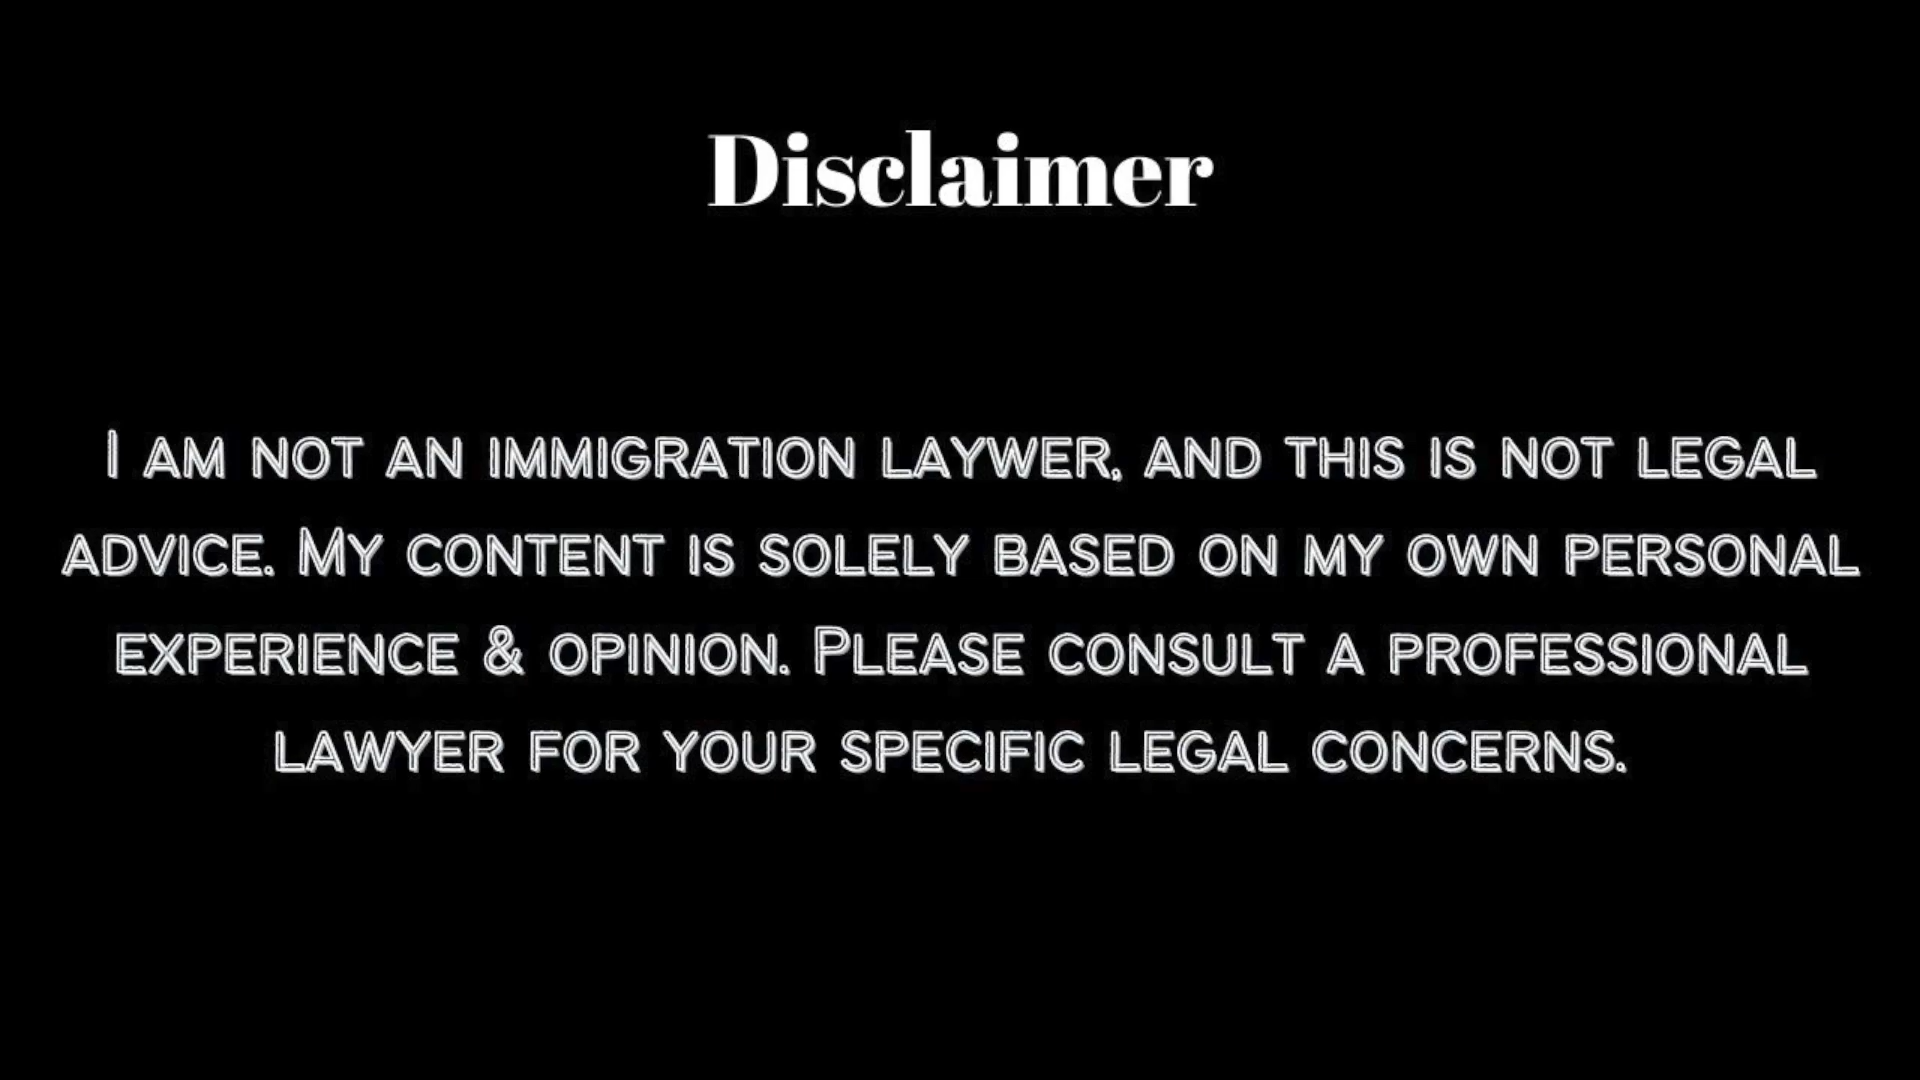 Disclaimer
I AM NOT AN IMMIGRATION LAYWER, AND THIS IS NOT LEGAL
ADVICE. MY CONTENT IS SOLELY BASED ON MY OWN PERSONAL
EXPERIENCE & OPINION. PLEASE CONSULT A PROFESSIONAL
LAWYER FOR YOUR SPECIFIC LEGAL CONCERNS.